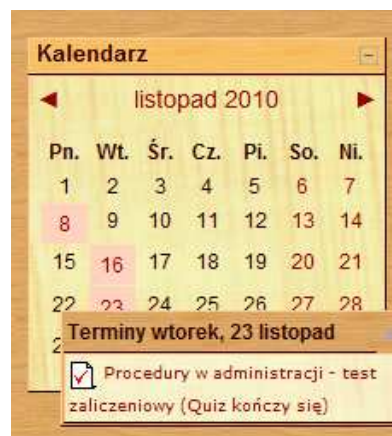 Kalendarz
listopad 2010
Pn. Wt. Śr. Cz. Pi. So. Ni.
1 2 3 4 5 6 7
8 9 10 11 12 13 14
15 16 17 18 19 20 21
22 23 24 25 26 27 28
Terminy wtorek, 23 listopad
Procedury w administracji - test
zaliczeniowy (Quiz kończy się)